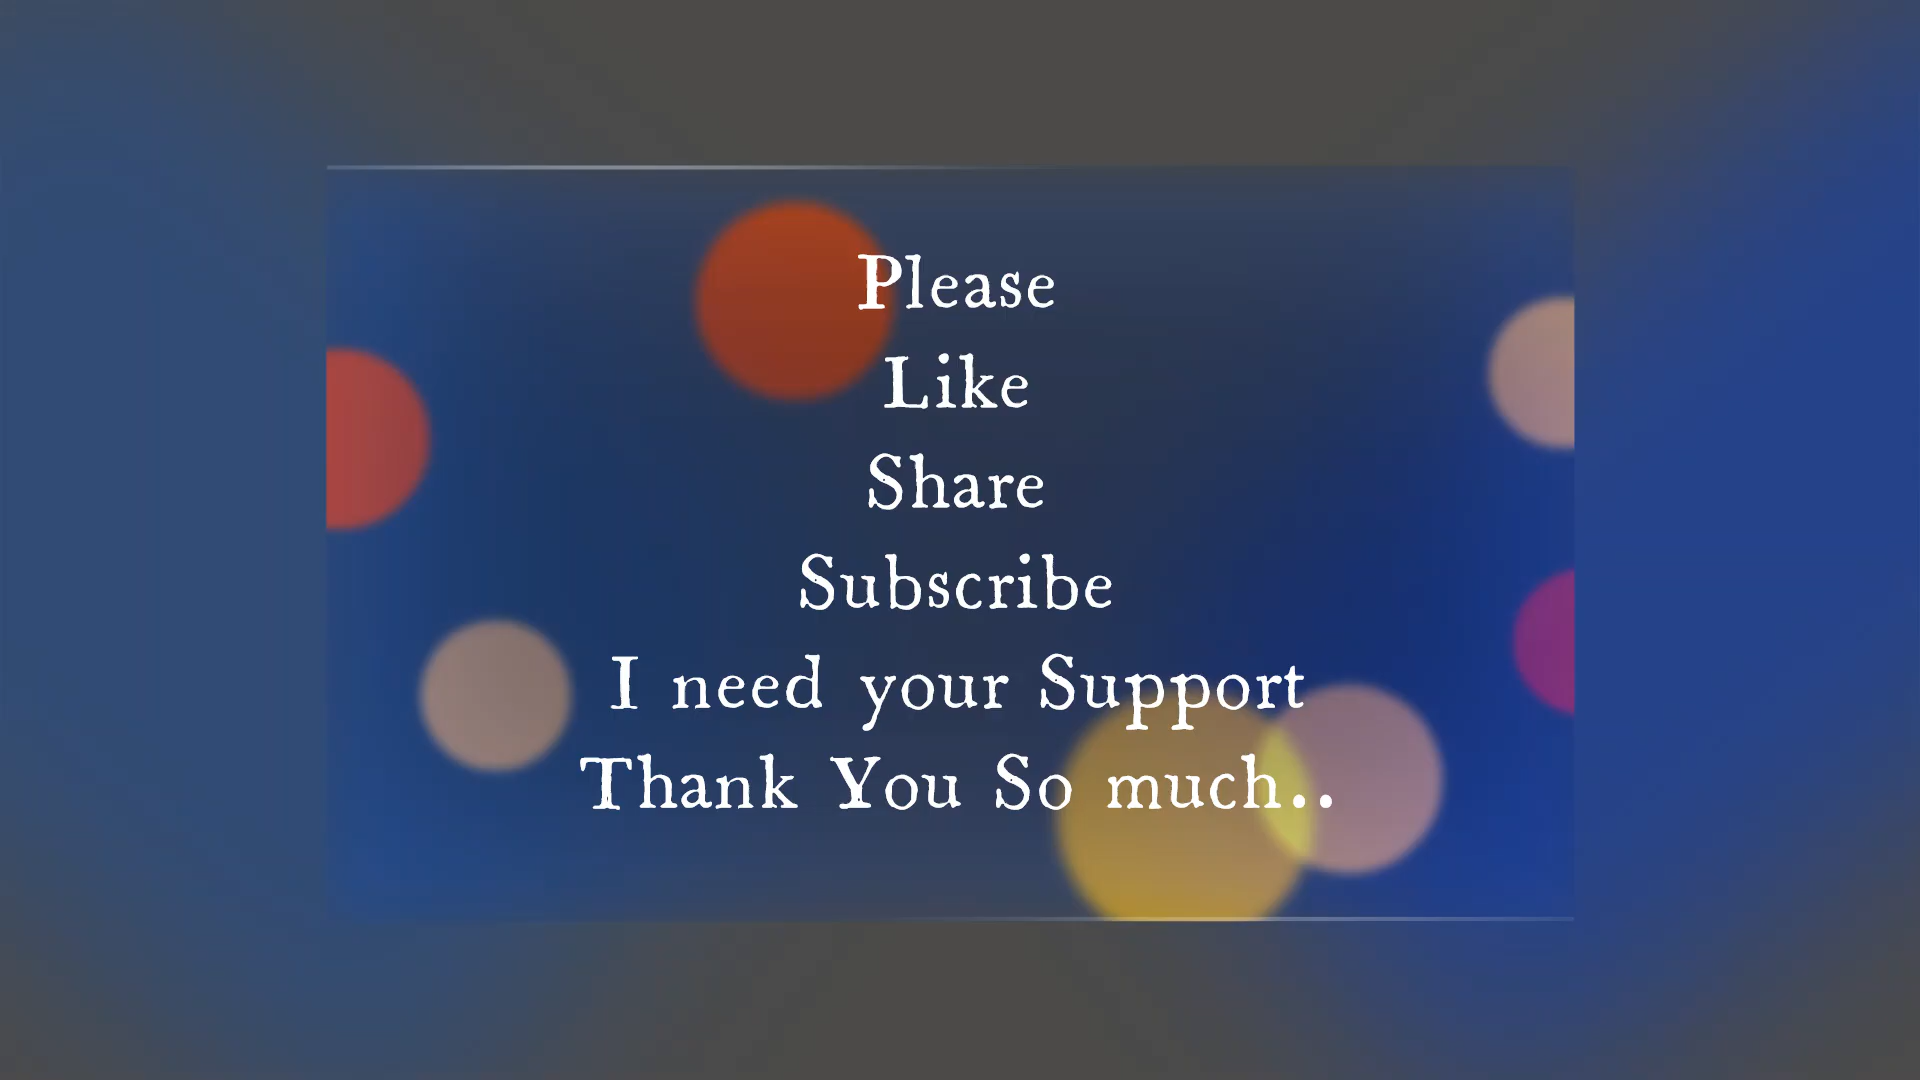 Please
Like
Share
Subscribe
I need your Support
Thank You So much..